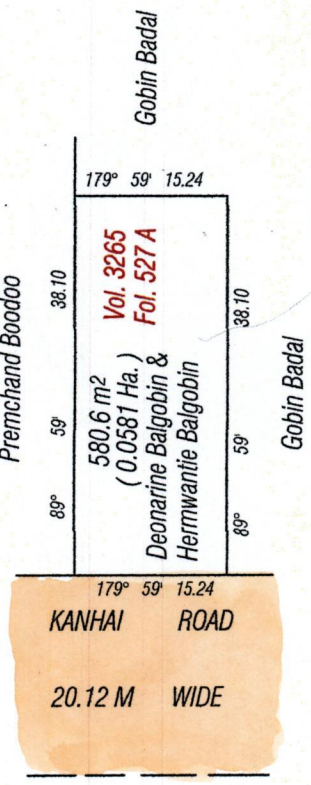 Gobin Badal
179° 59' 15.24
Premchand Boodoo
89° 59' 38.10
Vol. 3265
Fol. 527 A
580.6 m²
( 0.0581 Ha. )
Deonarine Balgobin &
Hermwantie Balgobin
89° 59' 38.10
Gobin Badal
179° 59' 15.24
KANHAI ROAD
20.12 M WIDE